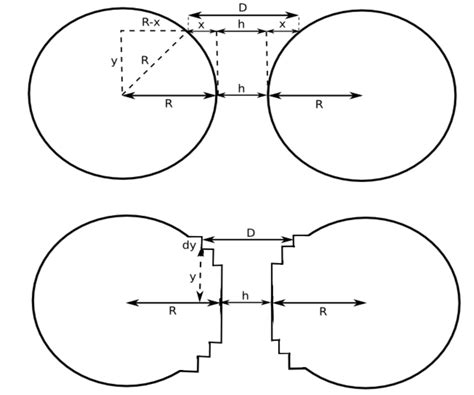 D
R-x x h x
y R
R h R
dy D
y
R h R